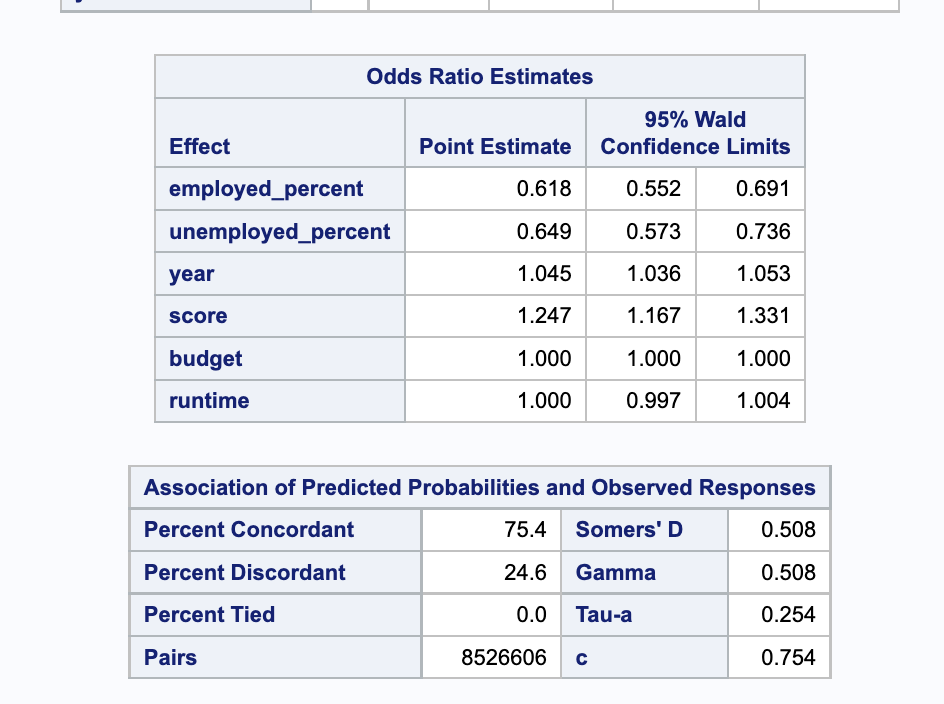 Odds Ratio Estimates
Effect Point Estimate 95% Wald Confidence Limits
employed_percent 0.618 0.552 0.691
unemployed_percent 0.649 0.573 0.736
year 1.045 1.036 1.053
score 1.247 1.167 1.331
budget 1.000 1.000 1.000
runtime 1.000 0.997 1.004
Association of Predicted Probabilities and Observed Responses
Percent Concordant 75.4 Somers' D 0.508
Percent Discordant 24.6 Gamma 0.508
Percent Tied 0.0 Tau-a 0.254
Pairs 8526606 c 0.754